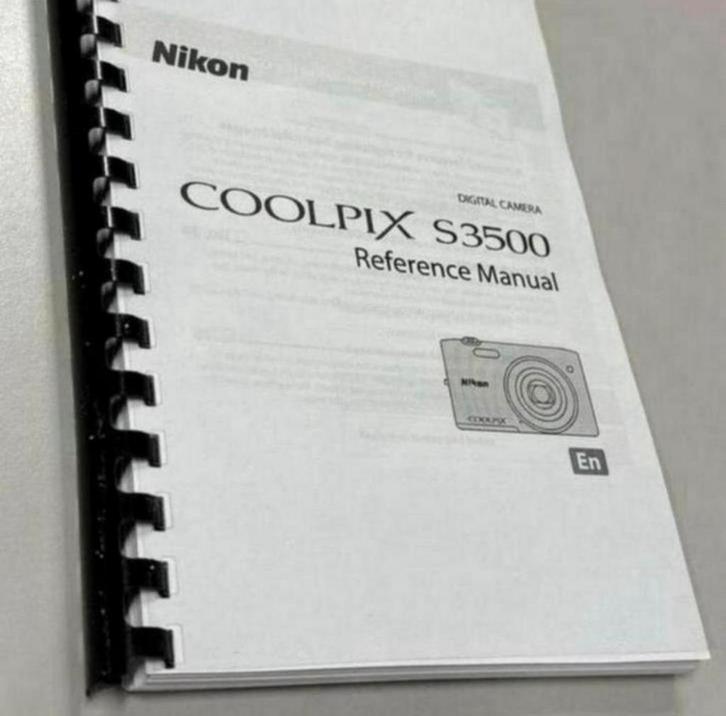 Nikon
DIGITAL CAMERA
COOLPIX S3500
Reference Manual
Nikon
COOLPIX
En